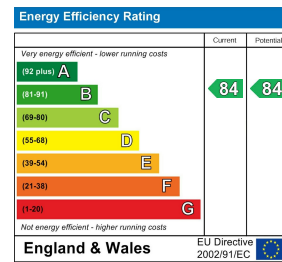 Energy Efficiency Rating
Current Potential
Very energy efficient - lower running costs
(92 plus) A
(81-91) B
84 84
(69-80) C
(55-68) D
(39-54) E
(21-38) F
(1-20) G
Not energy efficient - higher running costs
England & Wales
EU Directive
2002/91/EC